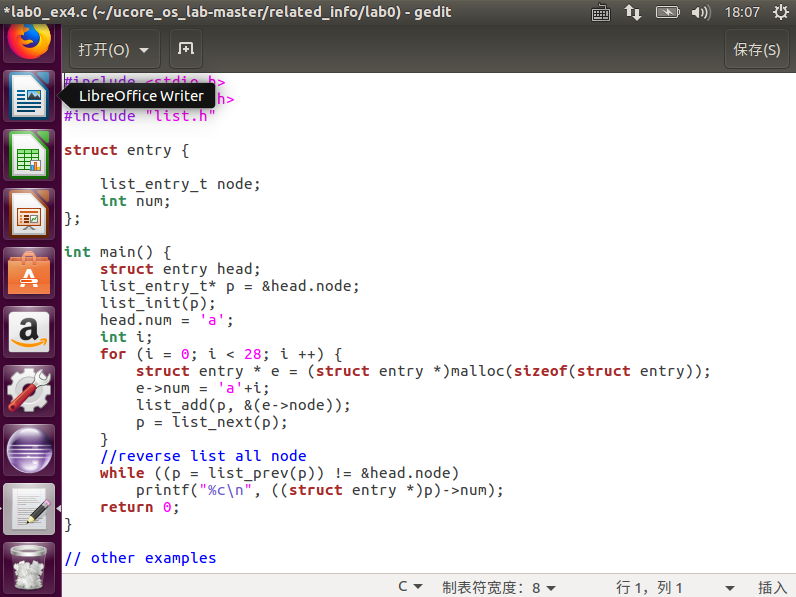 *lab0_ex4.c (~/ucore_os_lab-master/related_info/lab0) - gedit
18:07
打开(O)
保存(S)
#include <stdio.h>
LibreOffice Writer
h>
#include "list.h"
struct entry {
list_entry_t node;
int num;
};
int main() {
struct entry head;
list_entry_t* p = &head.node;
list_init(p);
head.num = 'a';
int i;
for (i = 0; i < 28; i ++) {
struct entry * e = (struct entry *)malloc(sizeof(struct entry));
e->num = 'a'+i;
list_add(p, &(e->node));
p = list_next(p);
}
//reverse list all node
while ((p = list_prev(p)) != &head.node)
printf("%c\n", ((struct entry *)p)->num);
return 0;
}
// other examples
C
制表符宽度：8
行 1，列 1
插入